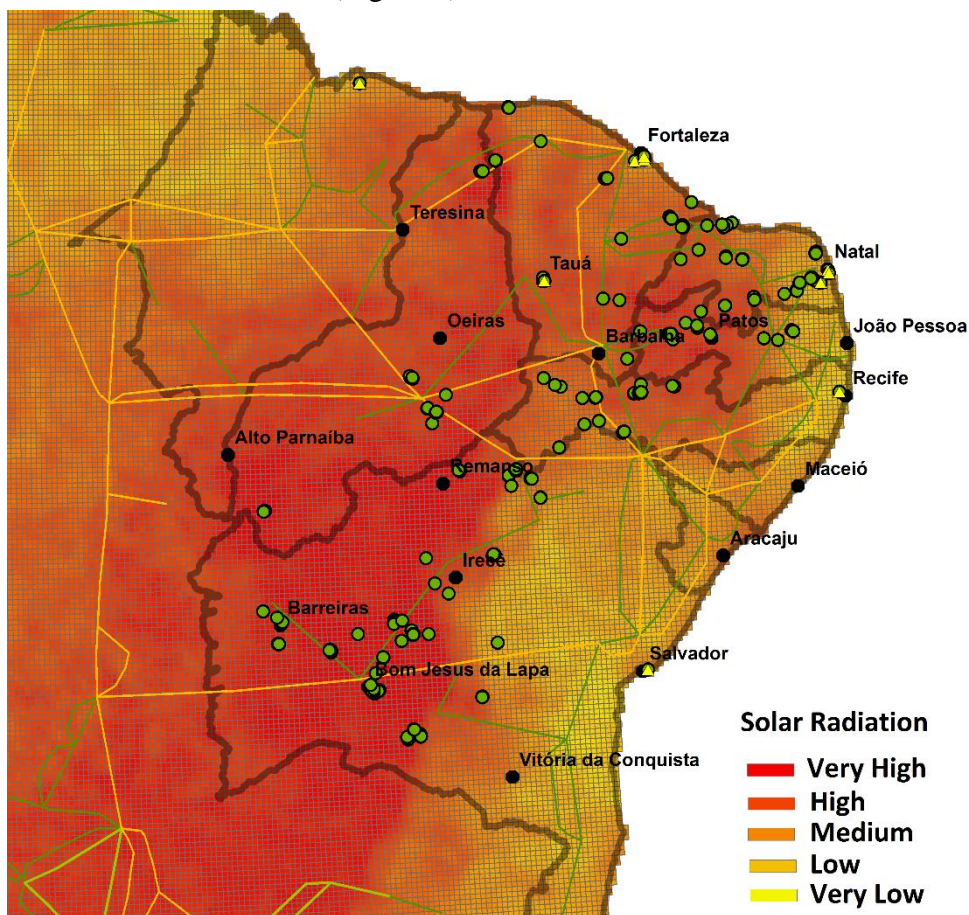 Fortaleza
Teresina
Natal
Tauá
Oeiras
Patos
João Pessoa
Barbalha
Recife
Alto Parnaíba
Remanso
Maceió
Aracaju
Irecê
Barreiras
Salvador
Bom Jesus da Lapa
Solar Radiation
Vitória da Conquista
Very High
High
Medium
Low
Very Low